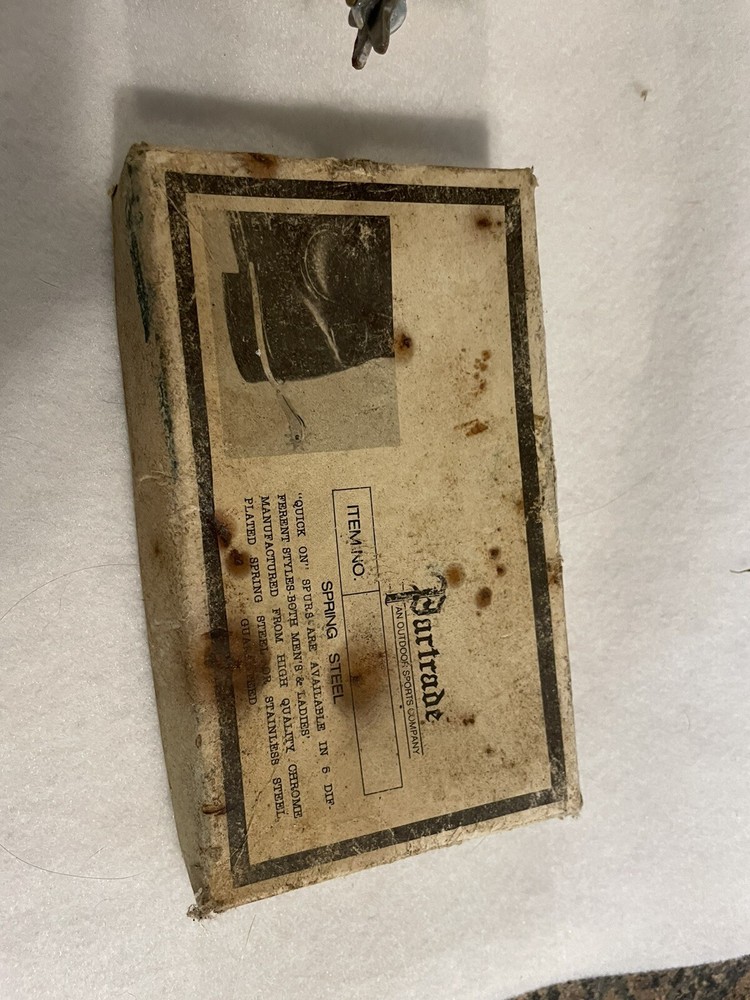 Partrade
AN OUTDOOR SPORTS COMPANY
ITEM NO.
SPRING STEEL
"QUICK ON" SPURS ARE AVAILABLE IN 6 DIF-
FERENT STYLES-BOTH MEN'S & LADIES'.
MANUFACTURED FROM HIGH QUALITY CHROME
PLATED SPRING STEEL OR STAINLESS STEEL.
GUARANTEED